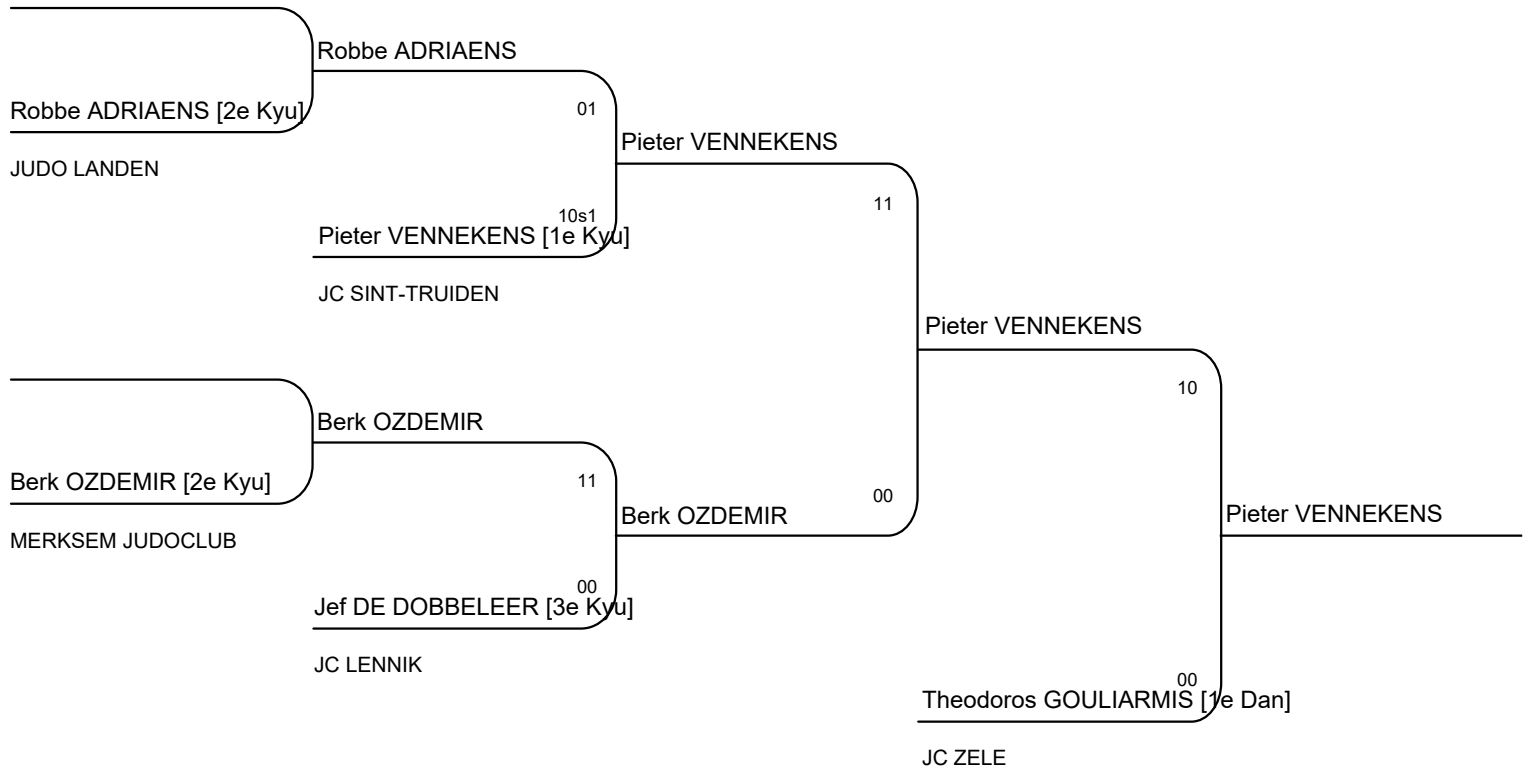 Robbe ADRIAENS
Robbe ADRIAENS [2e Kyu]
01
Pieter VENNEKENS
JUDO LANDEN
11
10s1
Pieter VENNEKENS [1e Kyu]
JC SINT-TRUIDEN
Pieter VENNEKENS
10
Berk OZDEMIR
Berk OZDEMIR [2e Kyu]
11
00
Berk OZDEMIR
Pieter VENNEKENS
MERKSEM JUDOCLUB
00
Jef DE DOBBELEER [3e Kyu]
JC LENNIK
00
Theodoros GOULIARMIS [1e Dan]
JC ZELE